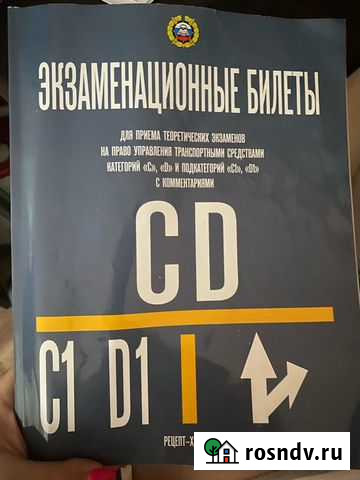 ЭКЗАМЕНАЦИОННЫЕ БИЛЕТЫ
ДЛЯ ПРИЕМА ТЕОРЕТИЧЕСКИХ ЭКЗАМЕНОВ
НА ПРАВО УПРАВЛЕНИЯ ТРАНСПОРТНЫМИ СРЕДСТВАМИ
КАТЕГОРИЙ «C», «D» И ПОДКАТЕГОРИЙ «C1», «D1»
С КОММЕНТАРИЯМИ
C D
C1 D1
РЕЦЕПТ-Х
rosndv.ru